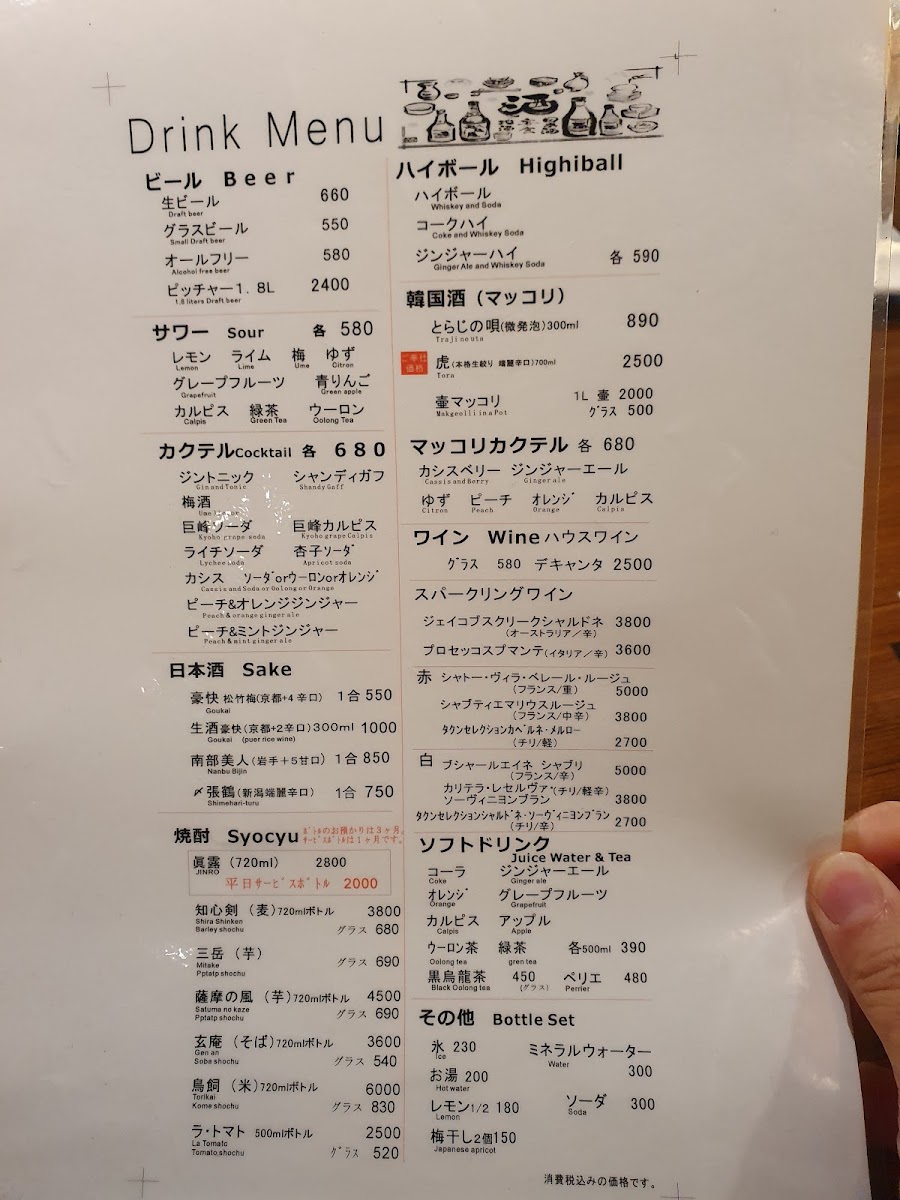 Drink Menu
酒
ビール Beer
生ビール 660
Draft beer
グラスビール 550
Small Draft beer
オールフリー 580
Alcohol free beer
ピッチャー1.8L 2400
1.8 liters Draft beer
サワー Sour 各 580
レモン ライム 梅 ゆず
Lemon Lime Ume Citron
グレープフルーツ 青りんご
Grapefruit Green apple
カルピス 緑茶 ウーロン
Calpis Green Tea Oolong Tea
カクテルCocktail 各 680
ジントニック シャンディガフ
Gin and Tonic Shandy Gaff
梅酒
巨峰ソーダ 巨峰カルピス
Kyoho grape soda Kyoho grape Calpis
ライチソーダ 杏子ソーダ
Lychee soda Apricot soda
カシス ソーダorウーロンorオレンジ
Cassis and Soda or Oolong or Orange
ピーチ&オレンジジンジャー
Peach & orange ginger ale
ピーチ&ミントジンジャー
Peach & mint ginger ale
日本酒 Sake
豪快 松竹梅(京都+4 辛口) 1合 550
Goukai
生酒豪快(京都+2辛口)300ml 1000
Goukai (puer rice wine)
南部美人(岩手+5甘口) 1合 850
Nanbu Bijin
〆張鶴(新潟端麗辛口) 1合 750
Shimehari-turu
焼酎 Syocyu ボトルのお預かりは3ヶ月。
サービスボトルは1ヶ月です。
眞露 (720ml) 2800
JINRO
平日サービスボトル 2000
知心剣 (麦)720mlボトル 3800
Shira Shinken
Barley shochu グラス 680
三岳 (芋)
Mitake グラス 690
Pptatp shochu
薩摩の風 (芋)720mlボトル 4500
Satuma no kaze
Pptatp shochu グラス 690
玄庵 (そば)720mlボトル 3600
Gen an
Soba shochu グラス 540
鳥飼 (米)720mlボトル 6000
Torikai
Kome shochu グラス 830
ラ・トマト 500mlボトル 2500
La Tomato
Tomato,shochu グラス 520
ハイボール Highiball
ハイボール
Whiskey and Soda
コークハイ
Coke and Whiskey Soda
ジンジャーハイ 各 590
Ginger Ale and Whiskey Soda
韓国酒(マッコリ)
とらじの唄(微発泡)300ml 890
Traji no uta
ご奉仕
価格
虎(本格生絞り 端麗辛口)700ml 2500
Tora
壷マッコリ 1L 壷 2000
Makgeolli in a Pot グラス 500
マッコリカクテル 各 680
カシスベリー ジンジャーエール
Cassis and Berry Ginger ale
ゆず ピーチ オレンジ カルピス
Citron Peach Orange Calpis
ワイン Wine ハウスワイン
グラス 580 デキャンタ 2500
スパークリングワイン
ジェイコブスクリークシャルドネ 3800
(オーストラリア/辛)
プロセッコスプマンテ(イタリア/辛) 3600
赤 シャトー・ヴィラ・ベレール・ルージュ
(フランス/重) 5000
シャプティエマリウスルージュ
(フランス/中辛) 3800
タウンセレクションカベルネ・メルロー
(チリ/軽) 2700
白 ブシャールエイネ シャブリ
(フランス/辛) 5000
カリテラ・レセルヴァ(チリ/軽辛)
ソーヴィニヨンブラン 3800
タウンセレクションシャルドネ・ソーヴィニヨンブラン
(チリ/辛) 2700
ソフトドリンク
Juice Water & Tea
コーラ ジンジャーエール
Coke Ginger ale
オレンジ グレープフルーツ
Orange Grapefruit
カルピス アップル
Calpis Apple
ウーロン茶 緑茶 各500ml 390
Oolong tea gren tea
黒烏龍茶 450 ペリエ 480
Black Oolong tea (グラス) Perrier
その他 Bottle Set
氷 230 ミネラルウォーター
Ice Water 300
お湯 200
Hot water
レモン1/2 180 ソーダ 300
Lemon Soda
梅干し2個150
Japanese apricot
消費税込みの価格です。